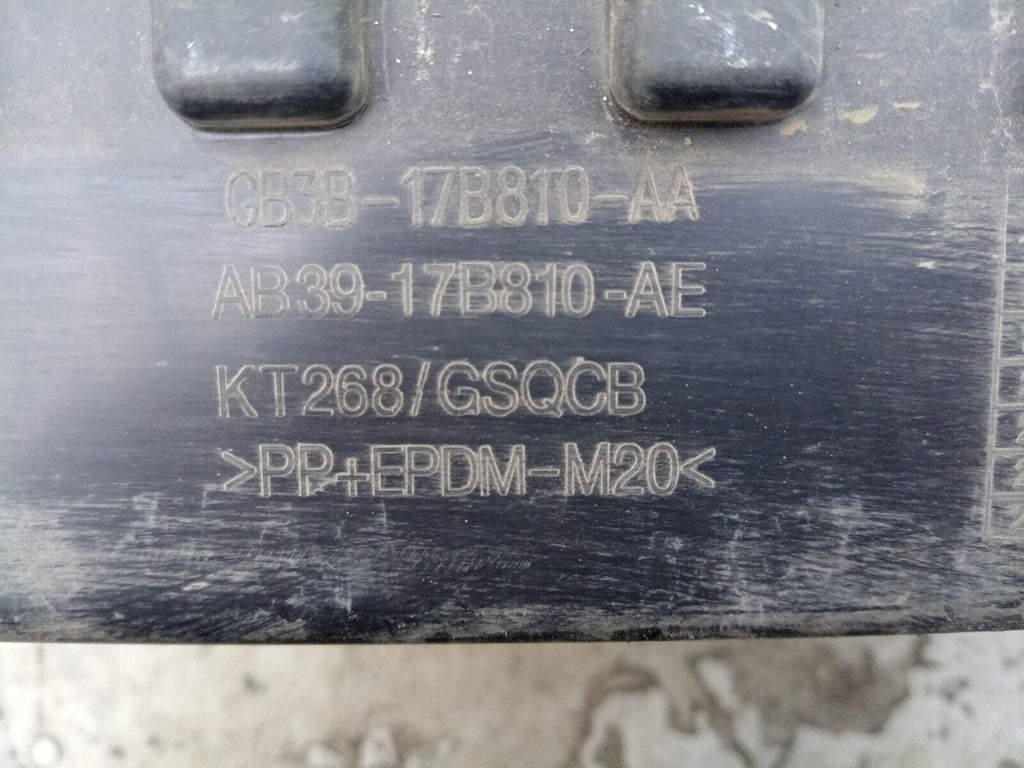 GB3B-17B810-AA
AB39-17B810-AE
KT268/GSQCB
>PP+EPDM-M20<